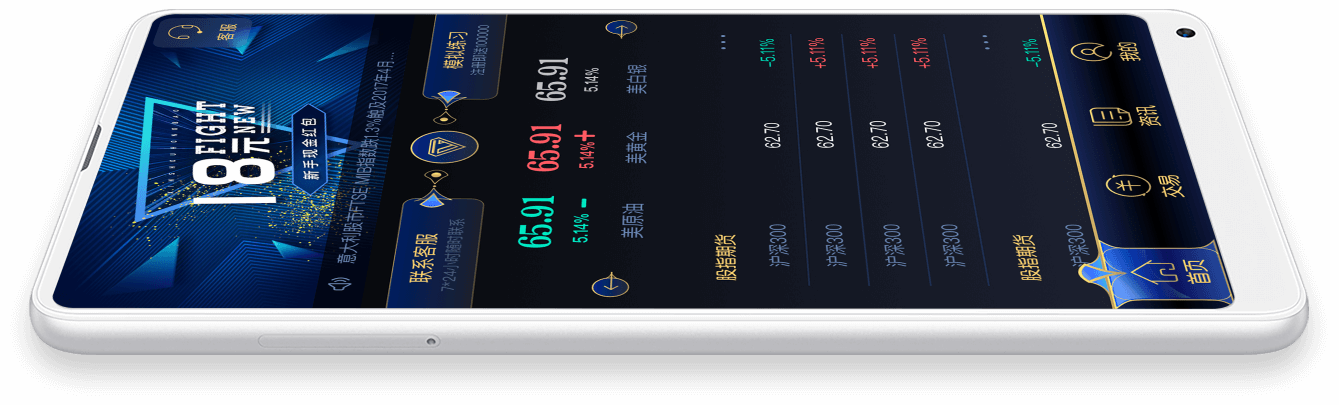 客服
FIGHT
18元 NEW
新手现金红包
意大利股市FTSE MIB指数跌1.3%触及2017年4月...
联系客服
7*24小时随时联系
模拟练习
注册即送100000
65.91
5.14% -
美原油
65.91
5.14%+
美黄金
65.91
5.14%
美白银
股指期货
沪深300 62.70 -5.11%
沪深300 62.70 +5.11%
沪深300 62.70 +5.11%
沪深300 62.70 +5.11%
股指期货
沪深300 62.70 -5.11%
首页
交易
资讯
我的